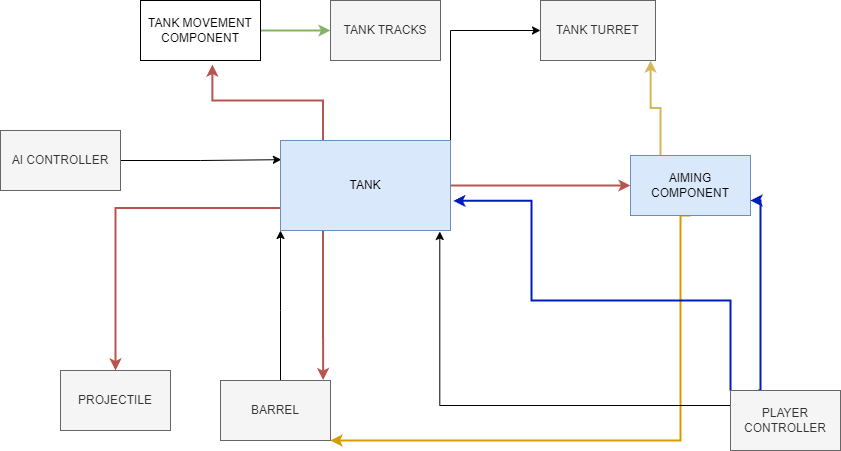 TANK MOVEMENT
COMPONENT
TANK TRACKS
TANK TURRET
AI CONTROLLER
TANK
AIMING
COMPONENT
PROJECTILE
BARREL
PLAYER
CONTROLLER